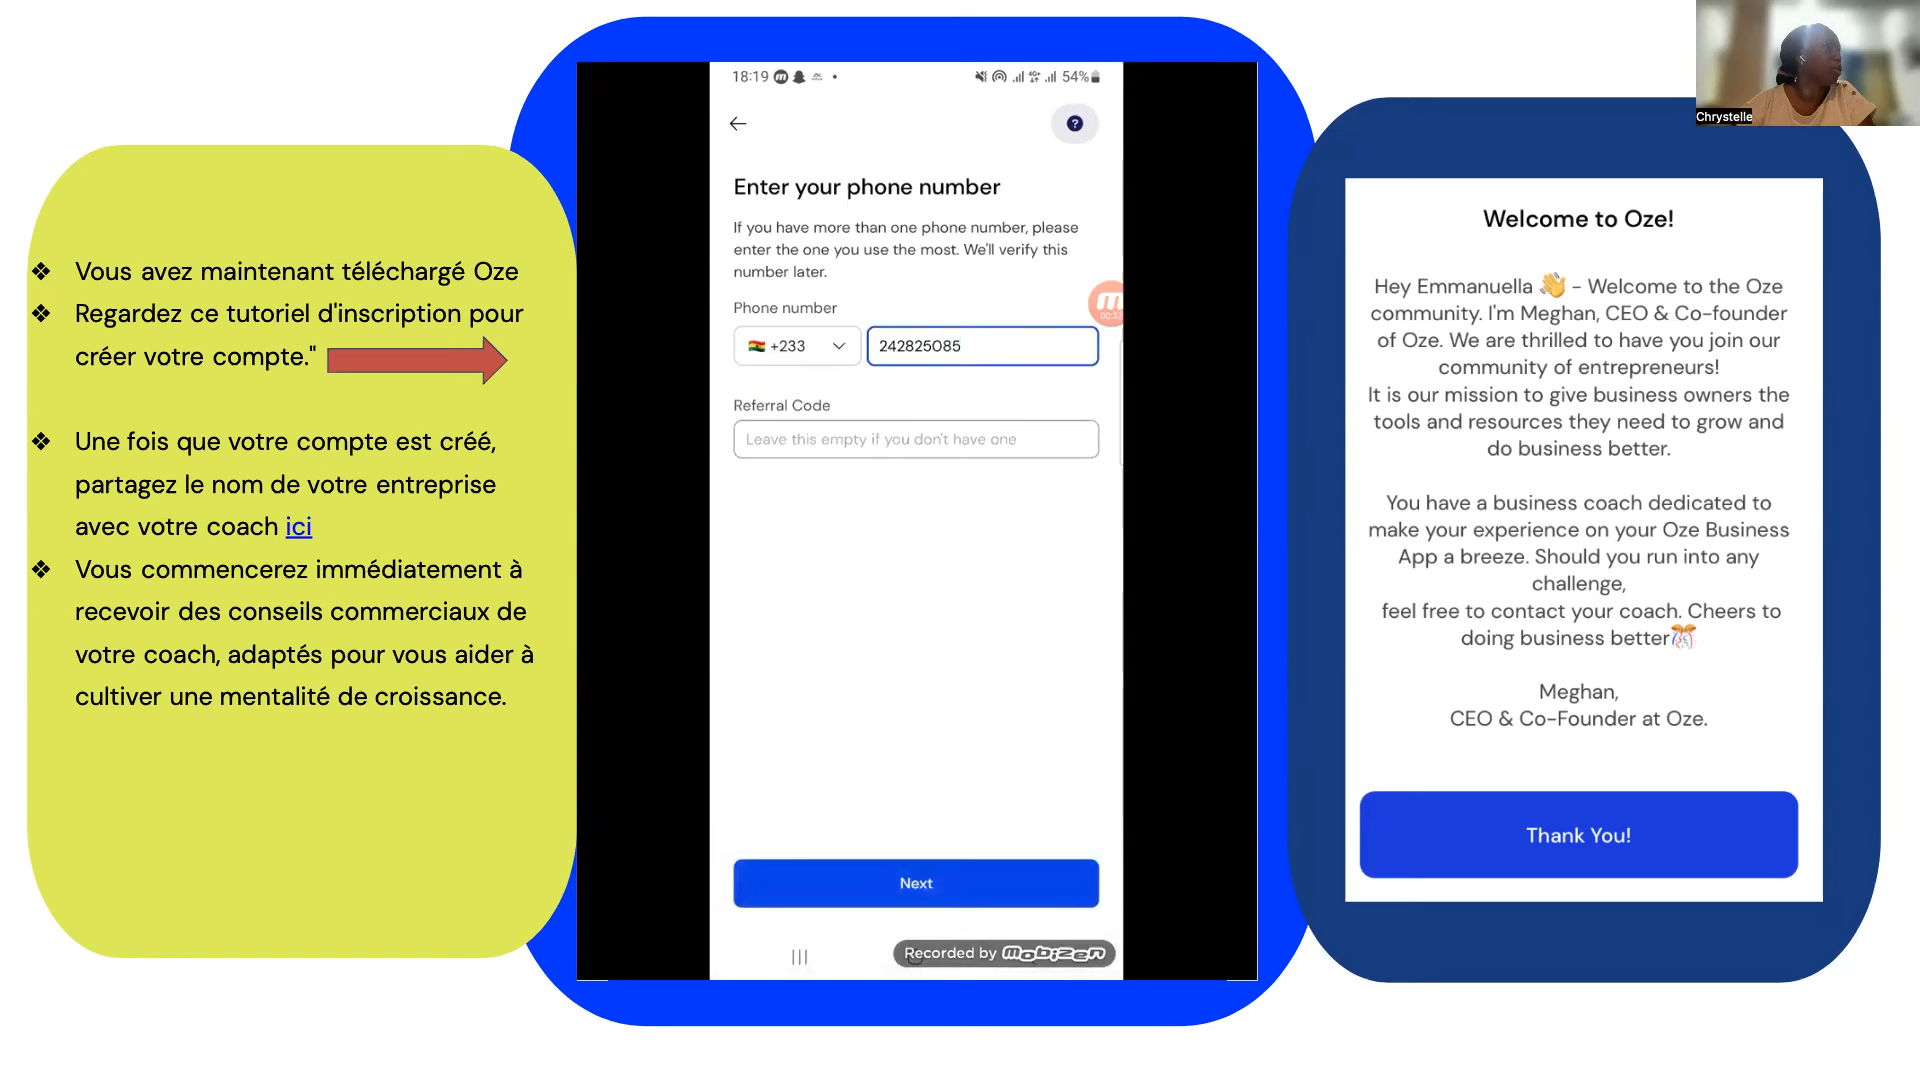 Vous avez maintenant téléchargé Oze
Regardez ce tutoriel d'inscription pour
créer votre compte."
Une fois que votre compte est créé,
partagez le nom de votre entreprise
avec votre coach ici
Vous commencerez immédiatement à
recevoir des conseils commerciaux de
votre coach, adaptés pour vous aider à
cultiver une mentalité de croissance.
18:19
54%
Enter your phone number
If you have more than one phone number, please
enter the one you use the most. We'll verify this
number later.
Phone number
+233
242825085
Referral Code
Leave this empty if you don't have one
Next
Recorded by mobizen
Chrystelle
Welcome to Oze!
Hey Emmanuella 👋 - Welcome to the Oze
community. I'm Meghan, CEO & Co-founder
of Oze. We are thrilled to have you join our
community of entrepreneurs!
It is our mission to give business owners the
tools and resources they need to grow and
do business better.
You have a business coach dedicated to
make your experience on your Oze Business
App a breeze. Should you run into any
challenge,
feel free to contact your coach. Cheers to
doing business better🎊
Meghan,
CEO & Co-Founder at Oze.
Thank You!